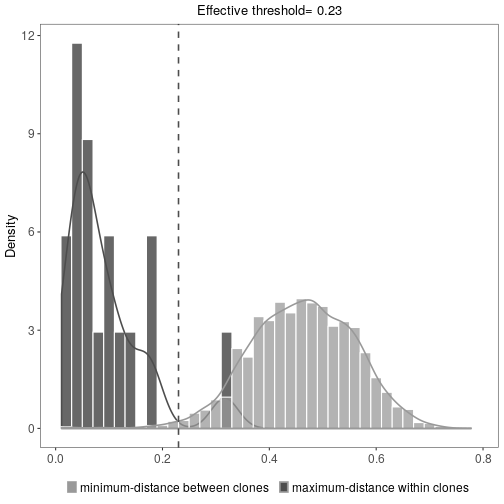 Effective threshold= 0.23
12
9
6
3
0
Density
0.0 0.2 0.4 0.6 0.8
minimum-distance between clones maximum-distance within clones